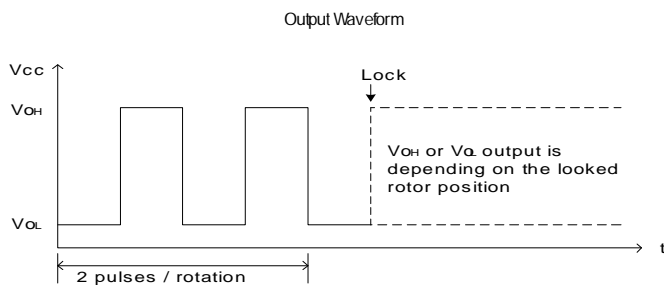 Output Waveform
Vcc
Lock
VOH
VOH or VOL output is
depending on the looked
rotor position
VOL
t
2 pulses / rotation